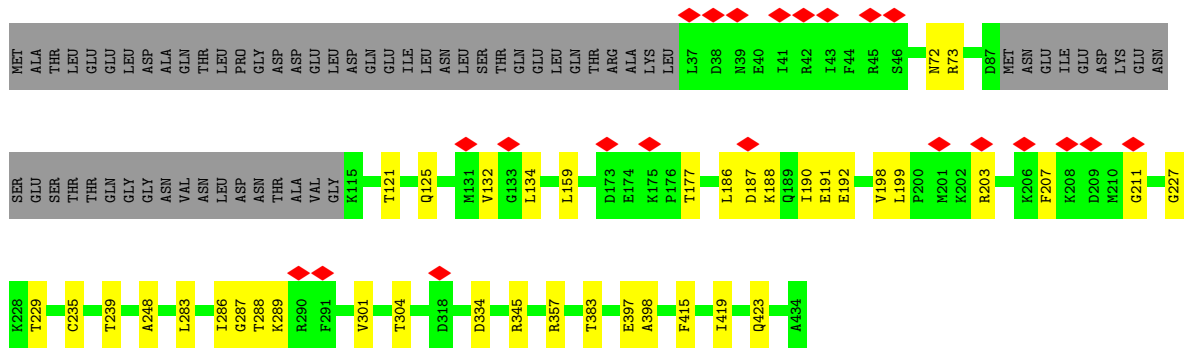 MET ALA THR LEU GLU GLU LEU ASP ALA GLN THR LEU PRO GLY ASP ASP GLU LEU ASP GLN GLU ILE LEU ASN LEU SER THR GLN GLU LEU GLN THR ARG ALA LYS LEU L37 D38 N39 E40 I41 R42 I43 F44 R45 S46 N72 R73 D87 MET ASN GLU ILE GLU ASP LYS GLU ASN
SER GLU SER THR THR GLN GLY GLY ASN VAL ASN LEU ASP ASN THR ALA VAL GLY K115 T121 Q125 M131 V132 G133 L134 L159 D173 E174 K175 P176 T177 L186 D187 K188 Q189 I190 E191 E192 V198 L199 P200 M201 K202 R203 K206 F207 K208 D209 M210 G211 G227
K228 T229 C235 T239 A248 L283 I286 G287 T288 K289 R290 F291 V301 T304 D318 D334 R345 R357 T383 E397 A398 F415 I419 Q423 A434